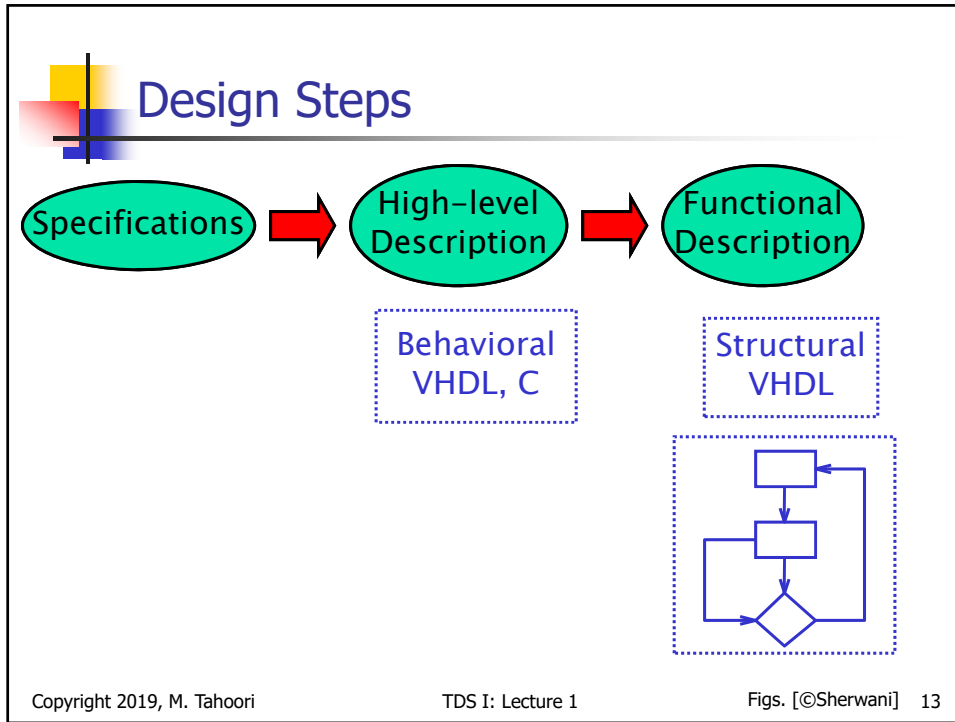 Design Steps
Specifications
High-level
Description
Functional
Description
Behavioral
VHDL, C
Structural
VHDL
Copyright 2019, M. Tahoori
TDS I: Lecture 1
Figs. [©Sherwani]
13